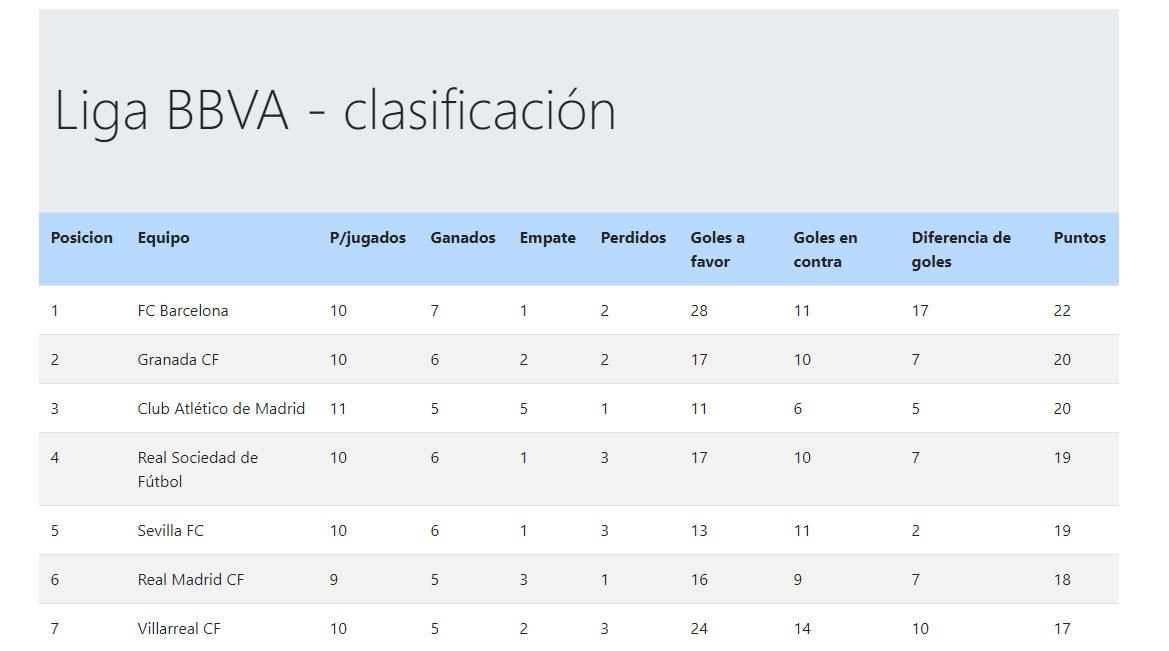 Liga BBVA - clasificación
Posicion Equipo P/jugados Ganados Empate Perdidos Goles a favor Goles en contra Diferencia de goles Puntos
1 FC Barcelona 10 7 1 2 28 11 17 22
2 Granada CF 10 6 2 2 17 10 7 20
3 Club Atlético de Madrid 11 5 5 1 11 6 5 20
4 Real Sociedad de Fútbol 10 6 1 3 17 10 7 19
5 Sevilla FC 10 6 1 3 13 11 2 19
6 Real Madrid CF 9 5 3 1 16 9 7 18
7 Villarreal CF 10 5 2 3 24 14 10 17